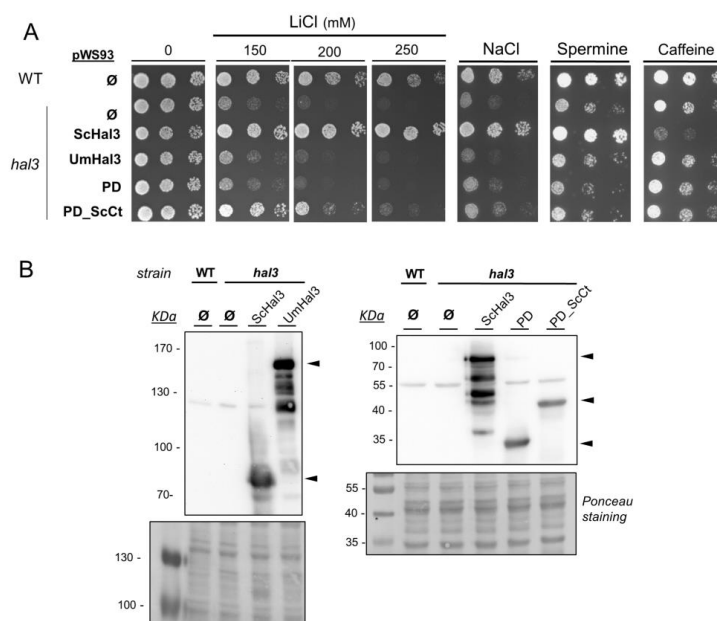 A
LiCl (mM)
pWS93 0 150 200 250 NaCl Spermine Caffeine
WT Ø
Ø
ScHal3
hal3 UmHal3
PD
PD_ScCt
B
strain WT hal3
KDa Ø Ø ScHal3 UmHal3
170 -
130 -
100 -
70-
130 -
100 -
WT hal3
KDa Ø Ø ScHal3 PD PD_ScCt
100 -
70 -
55 -
40 -
35 -
55 -
40 -
35 -
Ponceau
staining